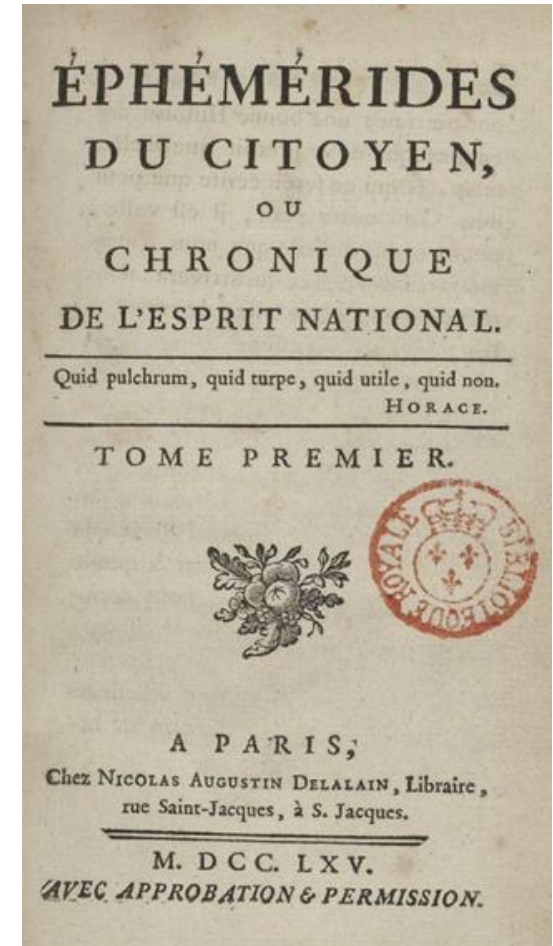 ÉPHÉMÉRIDES
DU CITOYEN,
OU
CHRONIQUE
DE L'ESPRIT NATIONAL.
Quid pulchrum, quid turpe, quid utile, quid non.
HORACE.
TOME PREMIER.
BIBLIOTEQUE ROYALE
A PARIS,
Chez NICOLAS AUGUSTIN DELALAIN, Libraire,
rue Saint-Jacques, à S. Jacques.
M. DCC. LXV.
AVEC APPROBATION & PERMISSION.